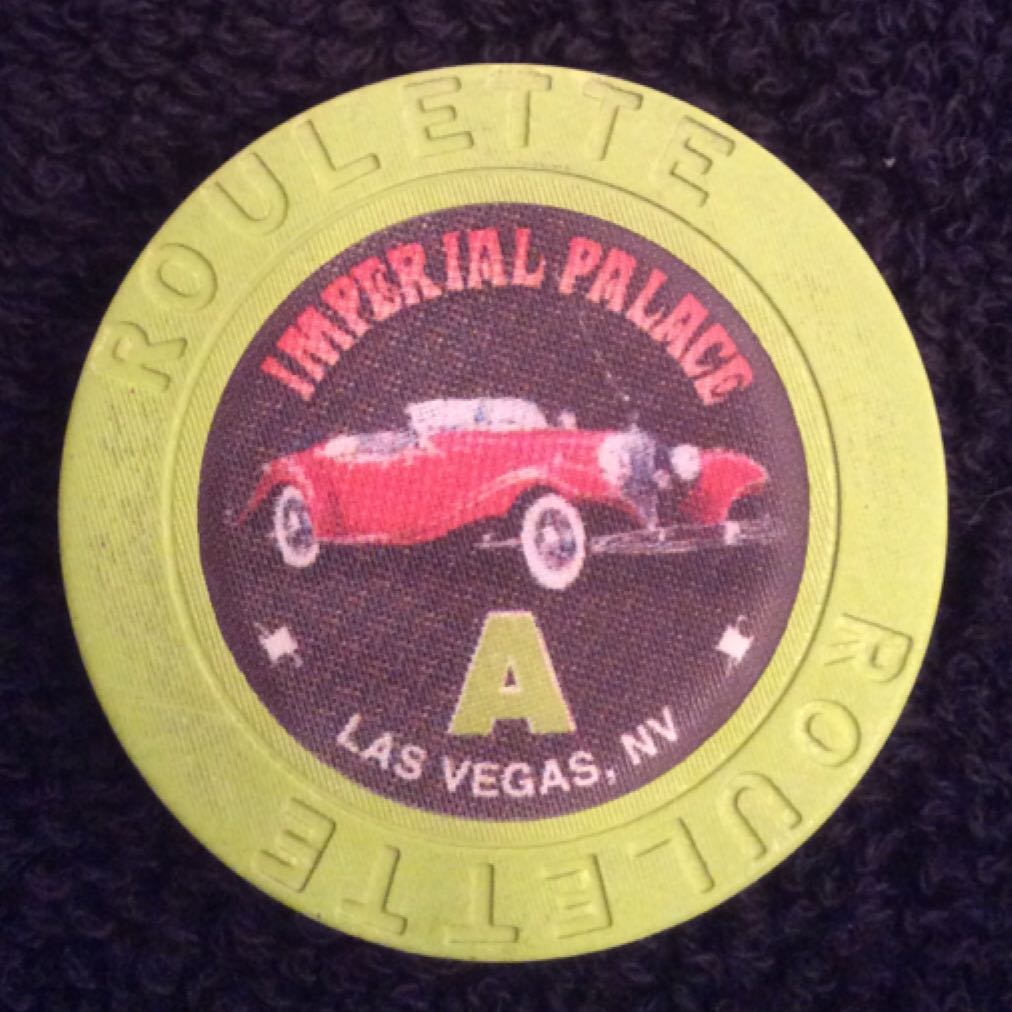 ROULETTE
IMPERIAL PALACE
A
LAS VEGAS, NV
ROULETTE